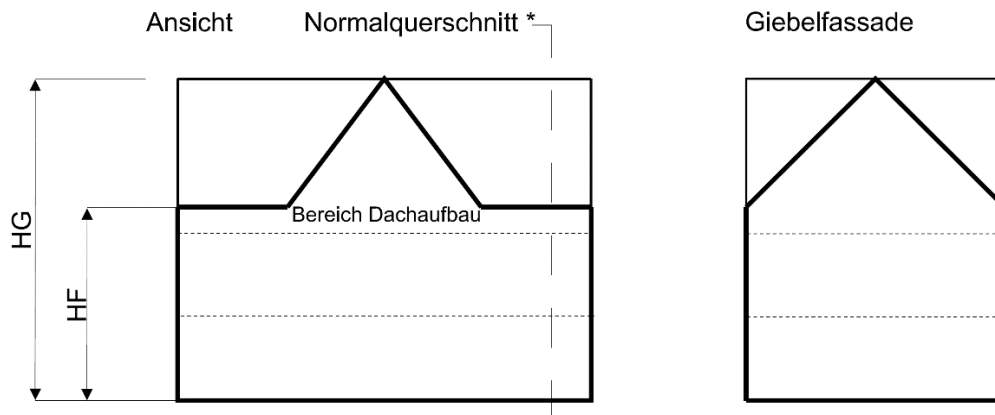 Ansicht
Normalquerschnitt *
Giebelfassade
HG
HF
Bereich Dachaufbau